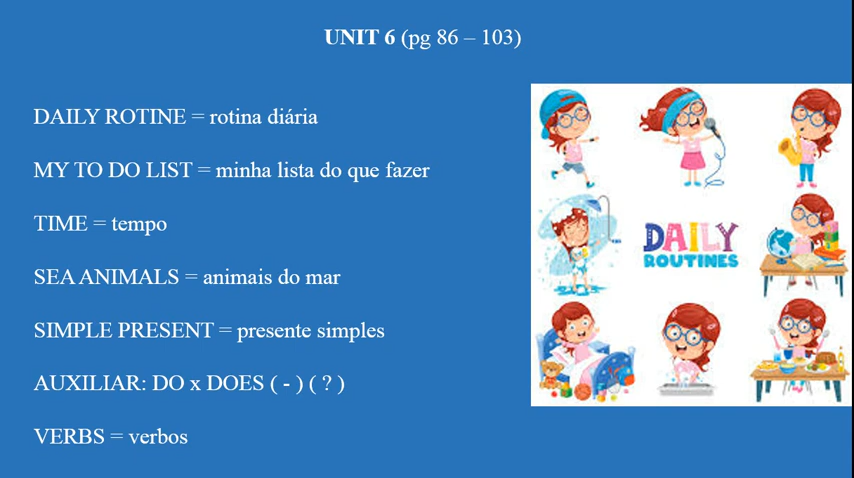 UNIT 6 (pg 86 – 103)
DAILY ROTINE = rotina diária
MY TO DO LIST = minha lista do que fazer
TIME = tempo
SEA ANIMALS = animais do mar
SIMPLE PRESENT = presente simples
AUXILIAR: DO x DOES ( - ) ( ? )
VERBS = verbos
DAILY
ROUTINES